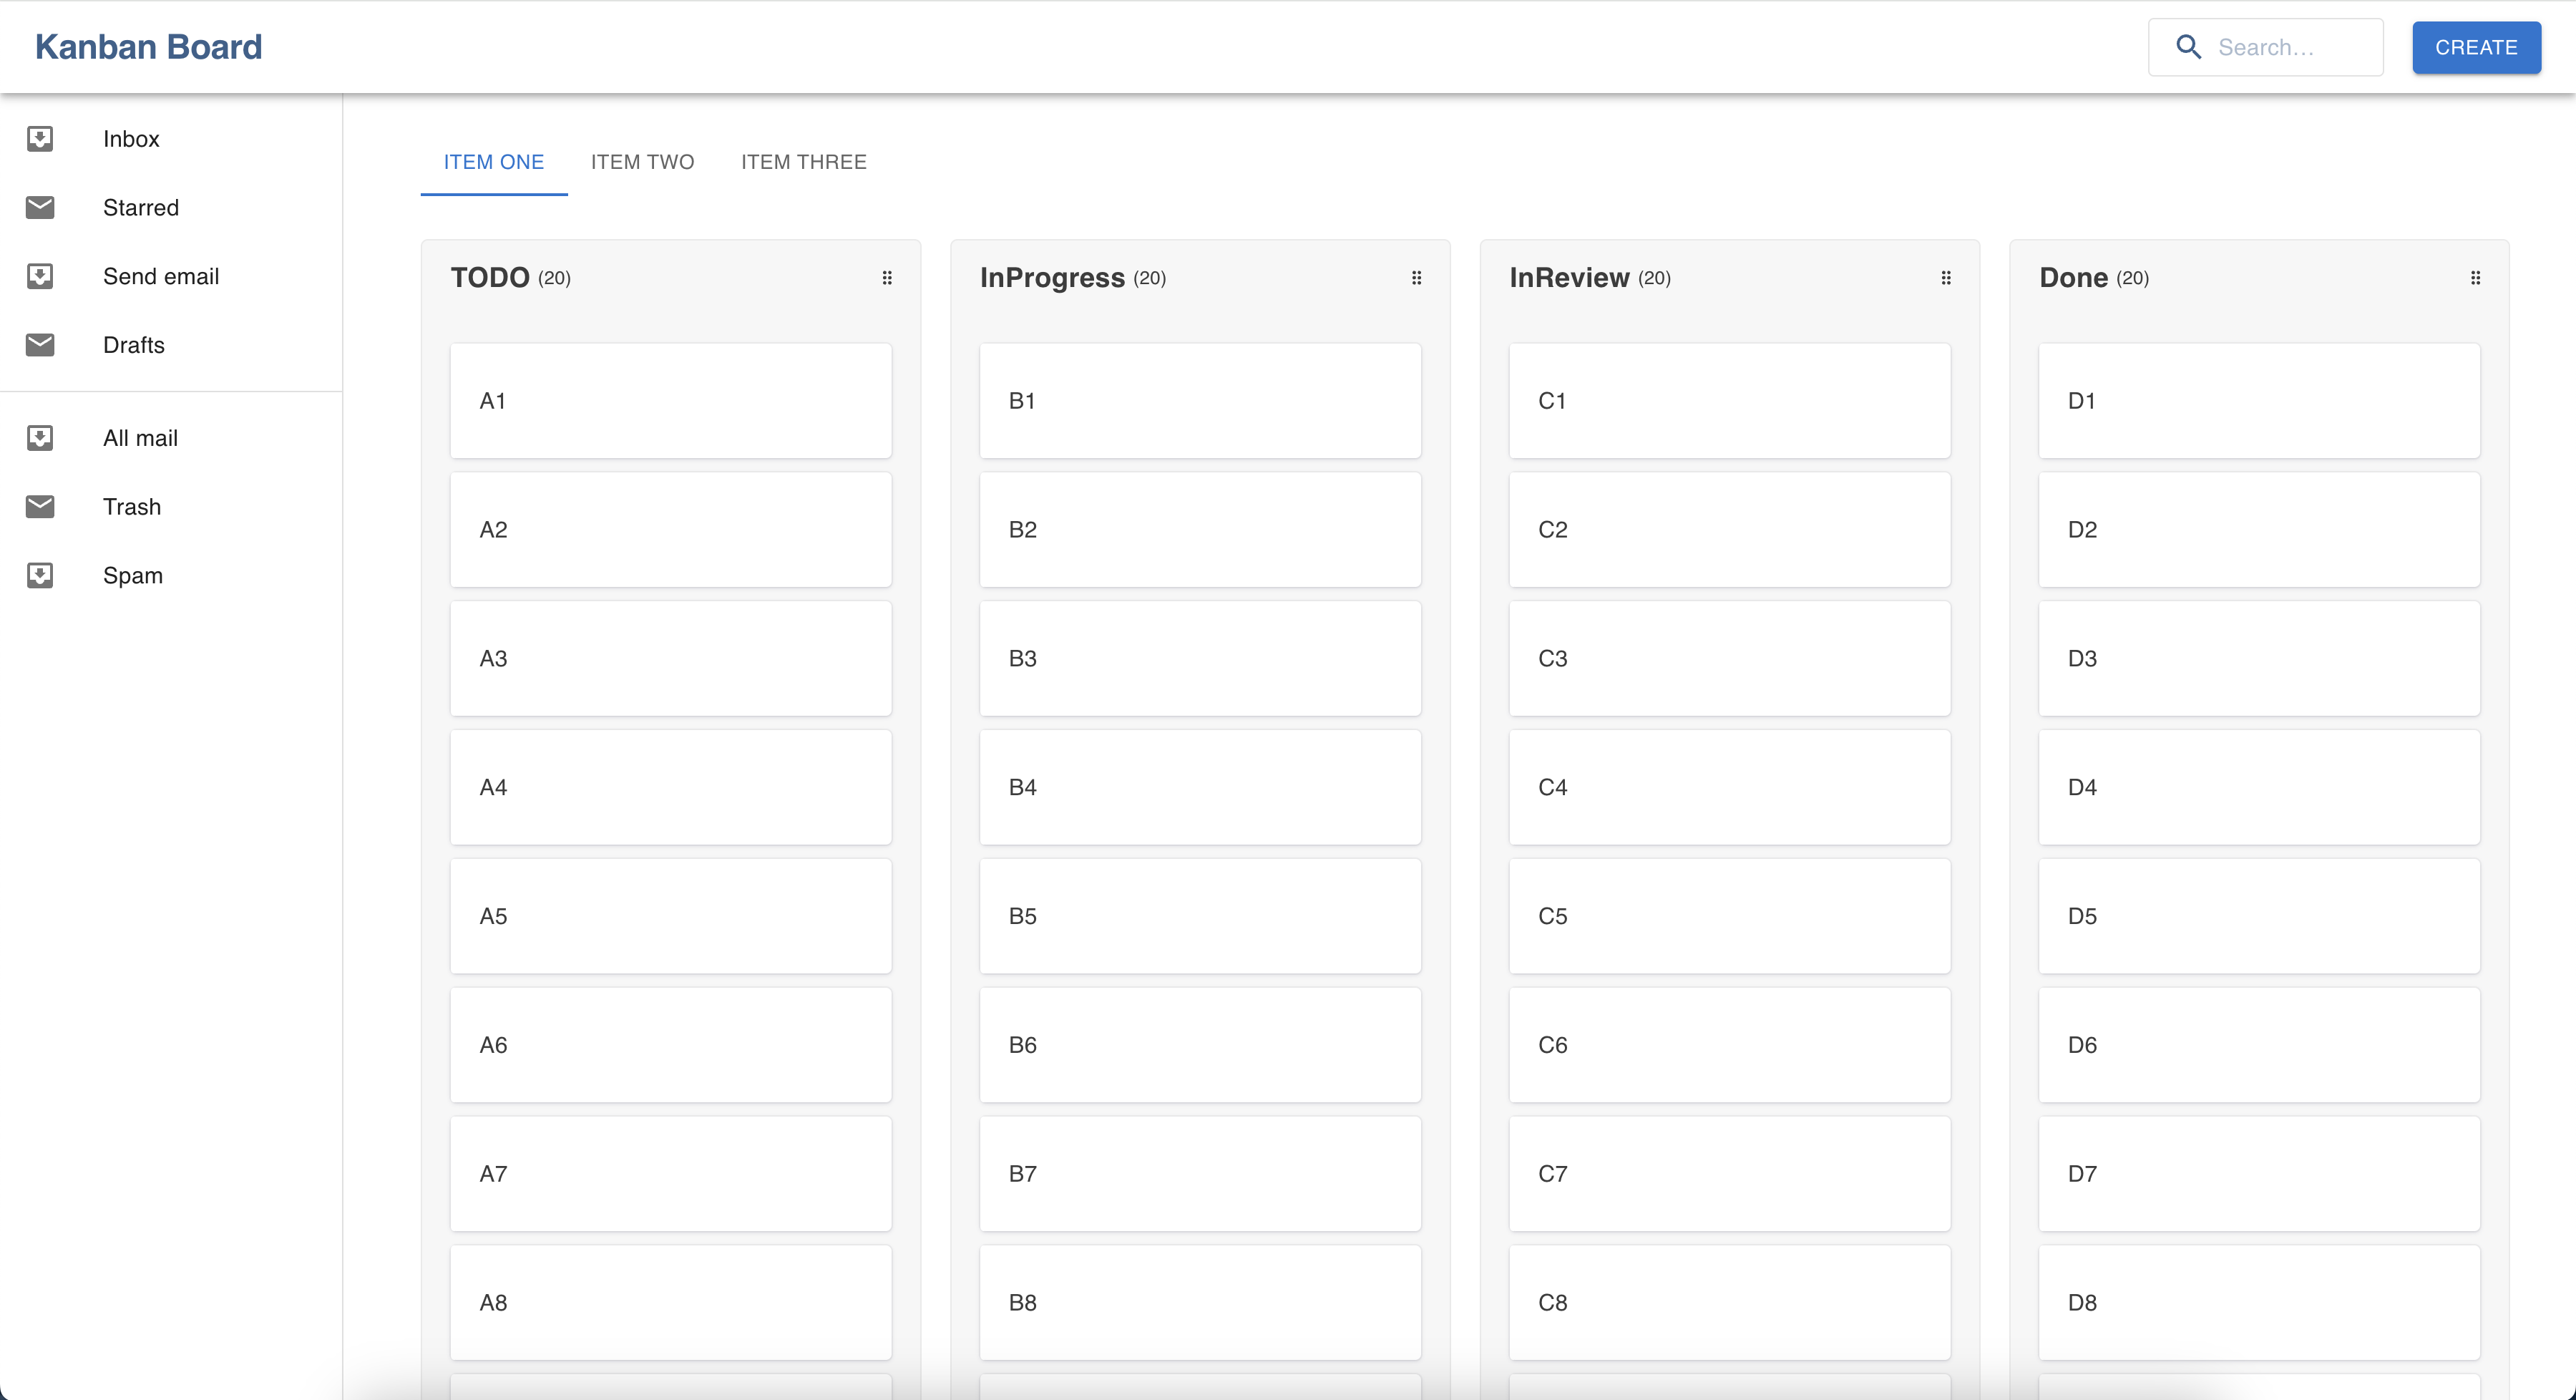 Kanban Board
Search...
CREATE
Inbox
Starred
Send email
Drafts
All mail
Trash
Spam
ITEM ONE ITEM TWO ITEM THREE
TODO (20)
A1
A2
A3
A4
A5
A6
A7
A8
InProgress (20)
B1
B2
B3
B4
B5
B6
B7
B8
InReview (20)
C1
C2
C3
C4
C5
C6
C7
C8
Done (20)
D1
D2
D3
D4
D5
D6
D7
D8